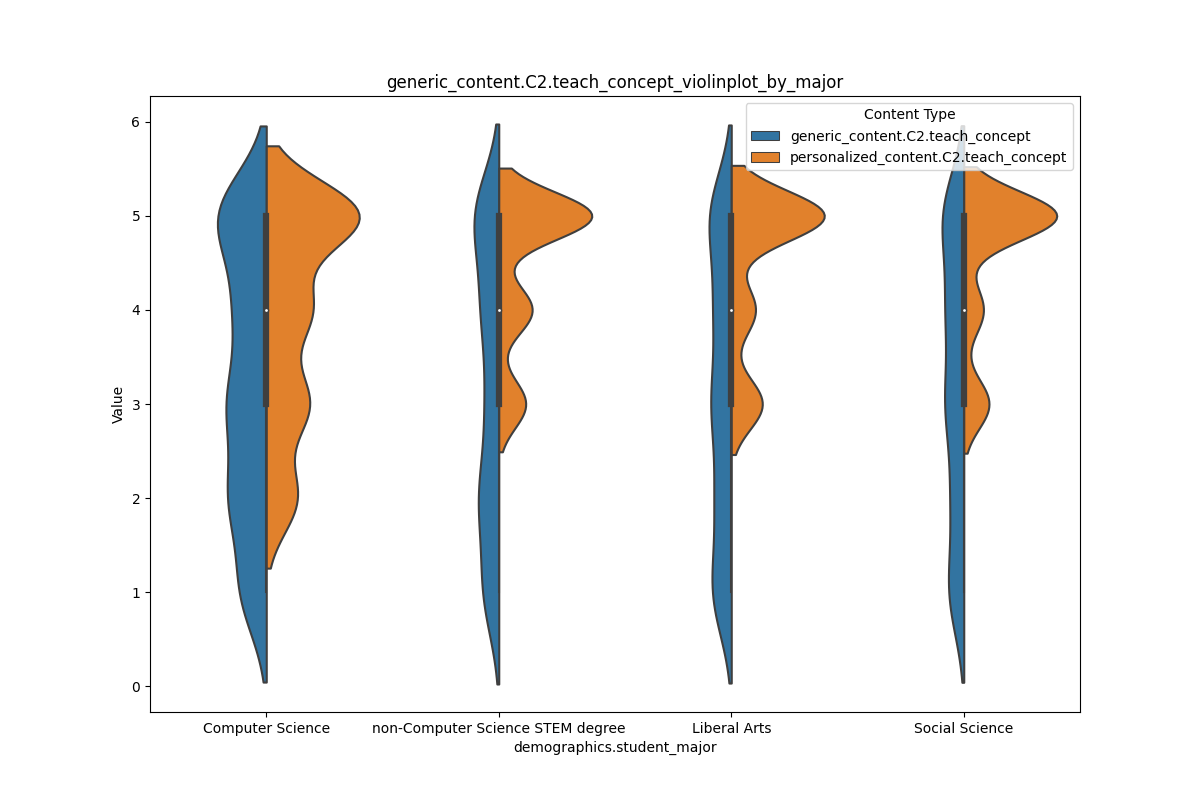 generic_content.C2.teach_concept_violinplot_by_major
Content Type
generic_content.C2.teach_concept
personalized_content.C2.teach_concept
Value
6
5
4
3
2
1
0
Computer Science
non-Computer Science STEM degree
Liberal Arts
Social Science
demographics.student_major